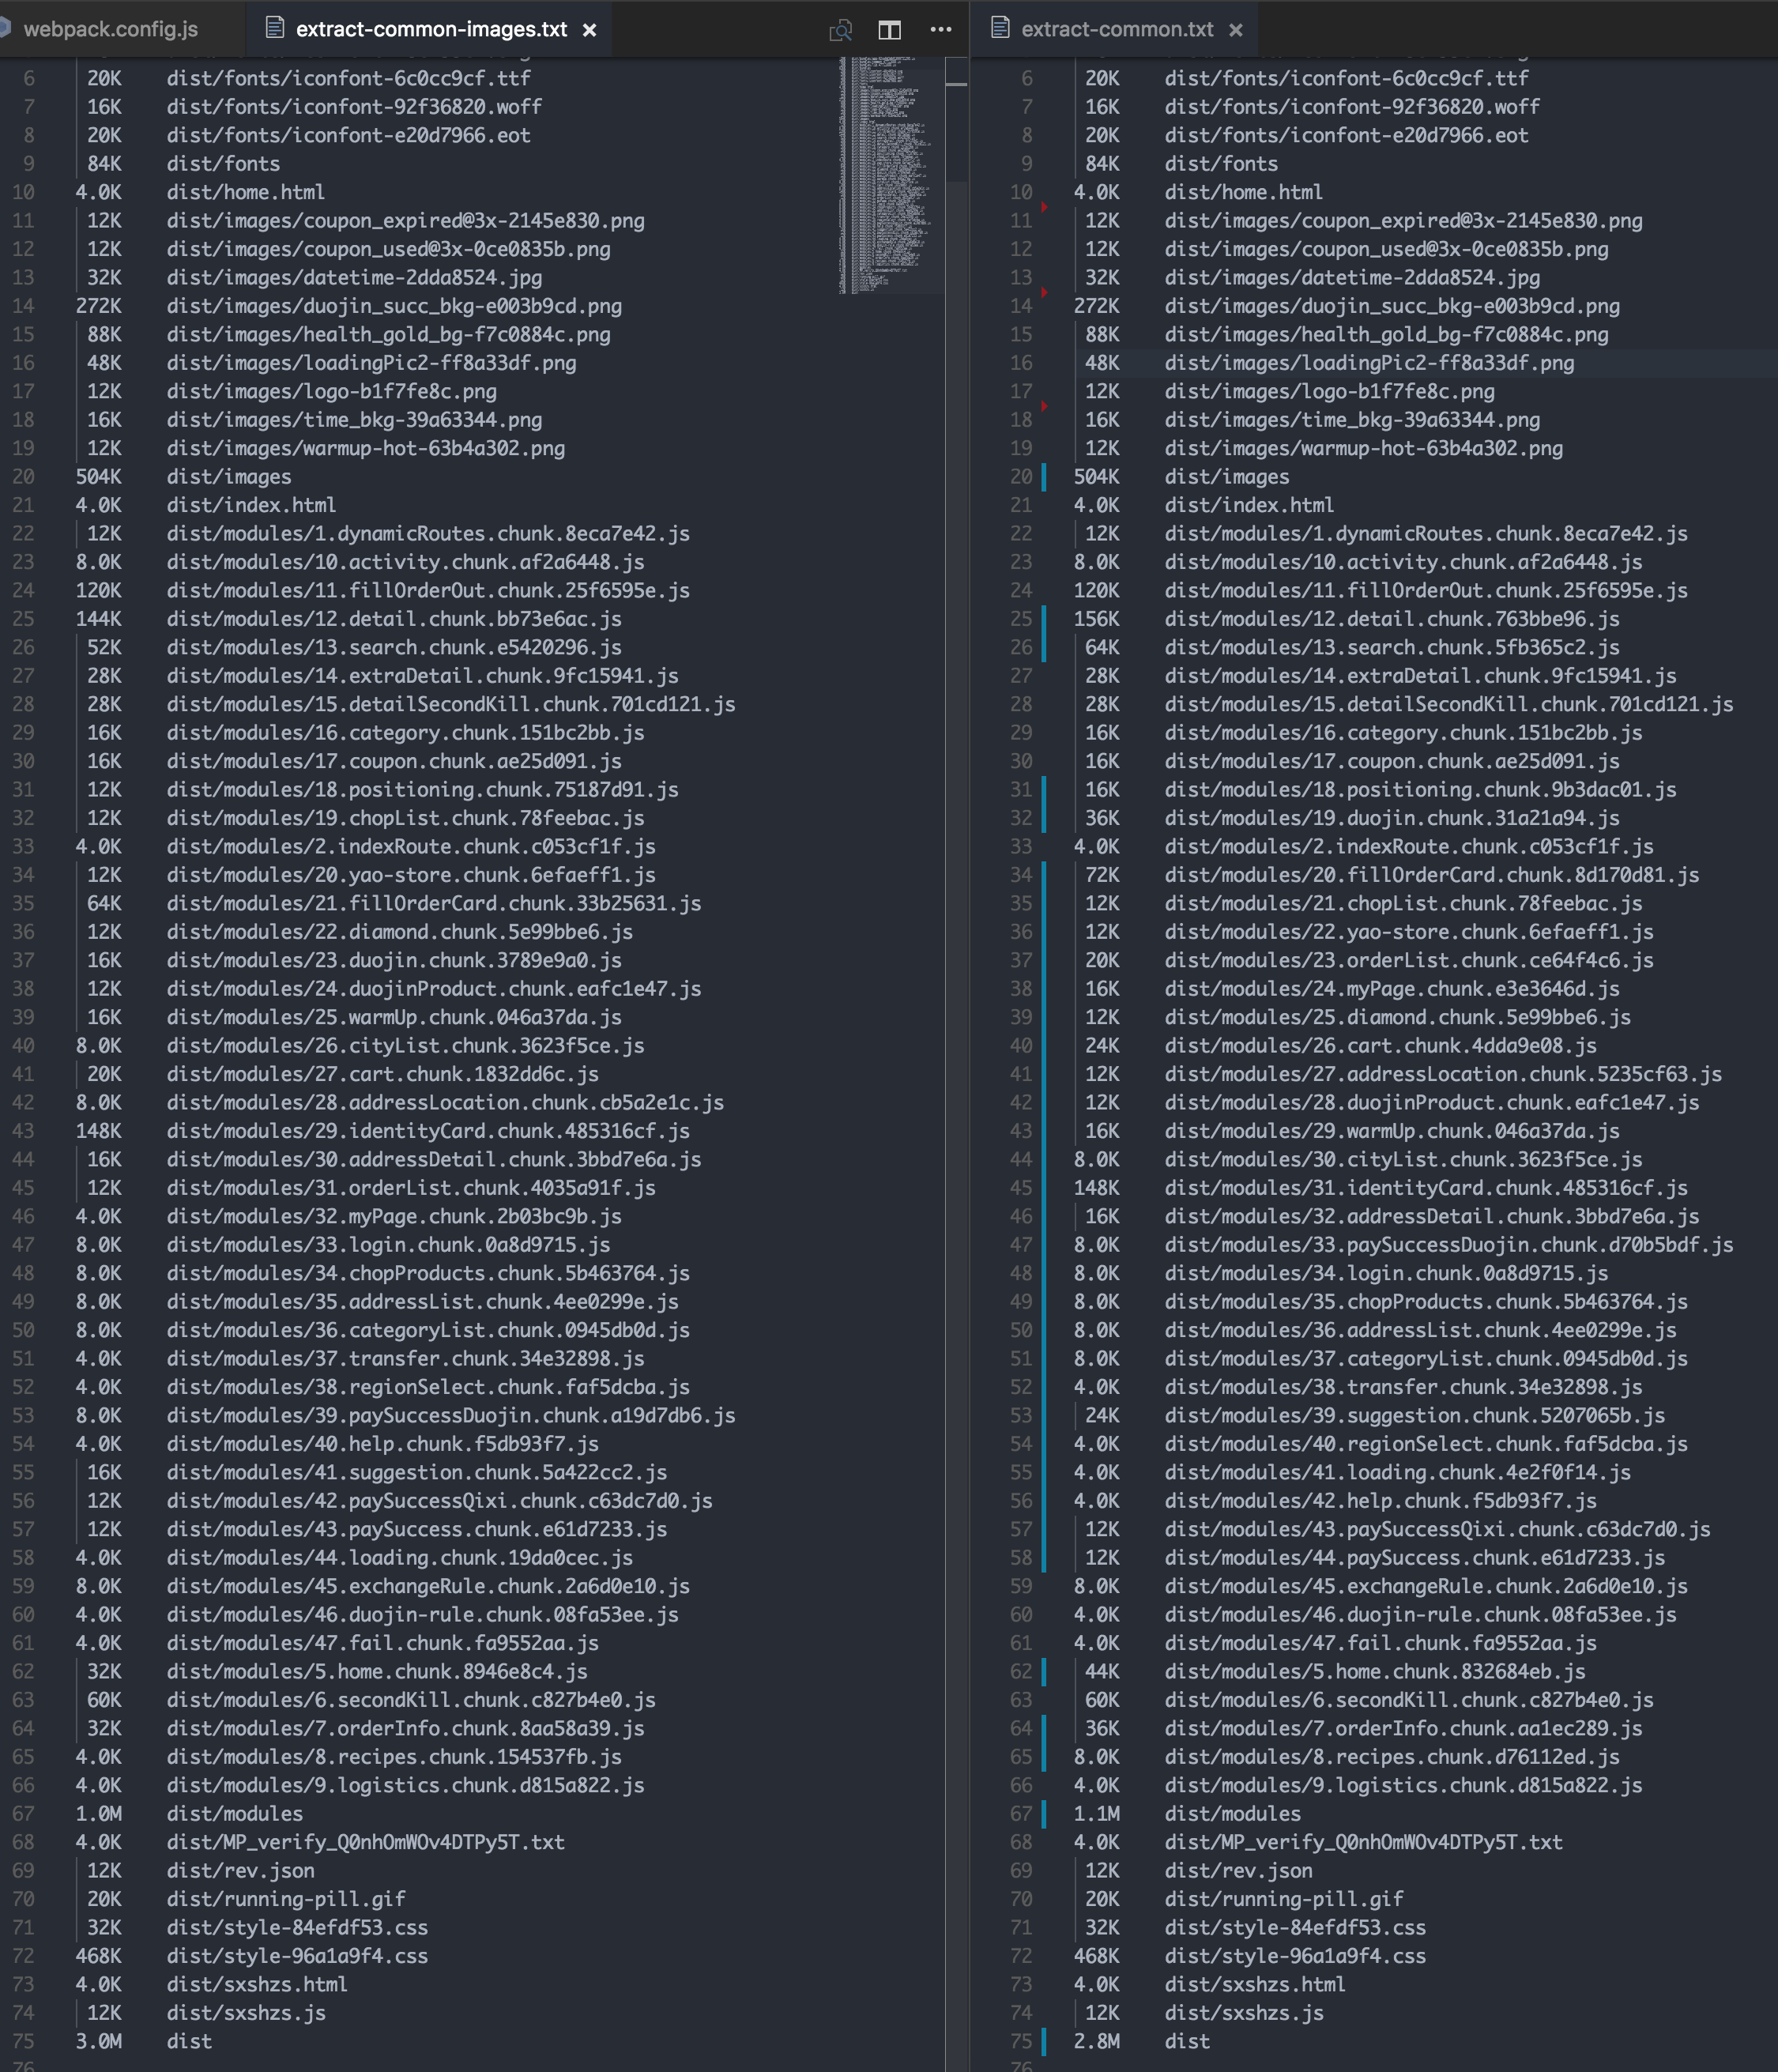 webpack.config.js
extract-common-images.txt
6 20K dist/fonts/iconfont-6c0cc9cf.ttf
7 16K dist/fonts/iconfont-92f36820.woff
8 20K dist/fonts/iconfont-e20d7966.eot
9 84K dist/fonts
10 4.0K dist/home.html
11 12K dist/images/coupon_expired@3x-2145e830.png
12 12K dist/images/coupon_used@3x-0ce0835b.png
13 32K dist/images/datetime-2dda8524.jpg
14 272K dist/images/duojin_succ_bkg-e003b9cd.png
15 88K dist/images/health_gold_bg-f7c0884c.png
16 48K dist/images/loadingPic2-ff8a33df.png
17 12K dist/images/logo-b1f7fe8c.png
18 16K dist/images/time_bkg-39a63344.png
19 12K dist/images/warmup-hot-63b4a302.png
20 504K dist/images
21 4.0K dist/index.html
22 12K dist/modules/1.dynamicRoutes.chunk.8eca7e42.js
23 8.0K dist/modules/10.activity.chunk.af2a6448.js
24 120K dist/modules/11.fillOrderOut.chunk.25f6595e.js
25 144K dist/modules/12.detail.chunk.bb73e6ac.js
26 52K dist/modules/13.search.chunk.e5420296.js
27 28K dist/modules/14.extraDetail.chunk.9fc15941.js
28 28K dist/modules/15.detailSecondKill.chunk.701cd121.js
29 16K dist/modules/16.category.chunk.151bc2bb.js
30 16K dist/modules/17.coupon.chunk.ae25d091.js
31 12K dist/modules/18.positioning.chunk.75187d91.js
32 12K dist/modules/19.chopList.chunk.78feebac.js
33 4.0K dist/modules/2.indexRoute.chunk.c053cf1f.js
34 12K dist/modules/20.yao-store.chunk.6efaeff1.js
35 64K dist/modules/21.fillOrderCard.chunk.33b25631.js
36 12K dist/modules/22.diamond.chunk.5e99bbe6.js
37 16K dist/modules/23.duojin.chunk.3789e9a0.js
38 12K dist/modules/24.duojinProduct.chunk.eafc1e47.js
39 16K dist/modules/25.warmUp.chunk.046a37da.js
40 8.0K dist/modules/26.cityList.chunk.3623f5ce.js
41 20K dist/modules/27.cart.chunk.1832dd6c.js
42 8.0K dist/modules/28.addressLocation.chunk.cb5a2e1c.js
43 148K dist/modules/29.identityCard.chunk.485316cf.js
44 16K dist/modules/30.addressDetail.chunk.3bbd7e6a.js
45 12K dist/modules/31.orderList.chunk.4035a91f.js
46 4.0K dist/modules/32.myPage.chunk.2b03bc9b.js
47 8.0K dist/modules/33.login.chunk.0a8d9715.js
48 8.0K dist/modules/34.chopProducts.chunk.5b463764.js
49 8.0K dist/modules/35.addressList.chunk.4ee0299e.js
50 8.0K dist/modules/36.categoryList.chunk.0945db0d.js
51 4.0K dist/modules/37.transfer.chunk.34e32898.js
52 4.0K dist/modules/38.regionSelect.chunk.faf5dcba.js
53 8.0K dist/modules/39.paySuccessDuojin.chunk.a19d7db6.js
54 4.0K dist/modules/40.help.chunk.f5db93f7.js
55 16K dist/modules/41.suggestion.chunk.5a422cc2.js
56 12K dist/modules/42.paySuccessQixi.chunk.c63dc7d0.js
57 12K dist/modules/43.paySuccess.chunk.e61d7233.js
58 4.0K dist/modules/44.loading.chunk.19da0cec.js
59 8.0K dist/modules/45.exchangeRule.chunk.2a6d0e10.js
60 4.0K dist/modules/46.duojin-rule.chunk.08fa53ee.js
61 4.0K dist/modules/47.fail.chunk.fa9552aa.js
62 32K dist/modules/5.home.chunk.8946e8c4.js
63 60K dist/modules/6.secondKill.chunk.c827b4e0.js
64 32K dist/modules/7.orderInfo.chunk.8aa58a39.js
65 4.0K dist/modules/8.recipes.chunk.154537fb.js
66 4.0K dist/modules/9.logistics.chunk.d815a822.js
67 1.0M dist/modules
68 4.0K dist/MP_verify_Q0nhOmWOv4DTPy5T.txt
69 12K dist/rev.json
70 20K dist/running-pill.gif
71 32K dist/style-84efdf53.css
72 468K dist/style-96a1a9f4.css
73 4.0K dist/sxshzs.html
74 12K dist/sxshzs.js
75 3.0M dist
76
extract-common.txt
6 20K dist/fonts/iconfont-6c0cc9cf.ttf
7 16K dist/fonts/iconfont-92f36820.woff
8 20K dist/fonts/iconfont-e20d7966.eot
9 84K dist/fonts
10 4.0K dist/home.html
11 12K dist/images/coupon_expired@3x-2145e830.png
12 12K dist/images/coupon_used@3x-0ce0835b.png
13 32K dist/images/datetime-2dda8524.jpg
14 272K dist/images/duojin_succ_bkg-e003b9cd.png
15 88K dist/images/health_gold_bg-f7c0884c.png
16 48K dist/images/loadingPic2-ff8a33df.png
17 12K dist/images/logo-b1f7fe8c.png
18 16K dist/images/time_bkg-39a63344.png
19 12K dist/images/warmup-hot-63b4a302.png
20 504K dist/images
21 4.0K dist/index.html
22 12K dist/modules/1.dynamicRoutes.chunk.8eca7e42.js
23 8.0K dist/modules/10.activity.chunk.af2a6448.js
24 120K dist/modules/11.fillOrderOut.chunk.25f6595e.js
25 156K dist/modules/12.detail.chunk.763bbe96.js
26 64K dist/modules/13.search.chunk.5fb365c2.js
27 28K dist/modules/14.extraDetail.chunk.9fc15941.js
28 28K dist/modules/15.detailSecondKill.chunk.701cd121.js
29 16K dist/modules/16.category.chunk.151bc2bb.js
30 16K dist/modules/17.coupon.chunk.ae25d091.js
31 16K dist/modules/18.positioning.chunk.9b3dac01.js
32 36K dist/modules/19.duojin.chunk.31a21a94.js
33 4.0K dist/modules/2.indexRoute.chunk.c053cf1f.js
34 72K dist/modules/20.fillOrderCard.chunk.8d170d81.js
35 12K dist/modules/21.chopList.chunk.78feebac.js
36 12K dist/modules/22.yao-store.chunk.6efaeff1.js
37 20K dist/modules/23.orderList.chunk.ce64f4c6.js
38 16K dist/modules/24.myPage.chunk.e3e3646d.js
39 12K dist/modules/25.diamond.chunk.5e99bbe6.js
40 24K dist/modules/26.cart.chunk.4dda9e08.js
41 12K dist/modules/27.addressLocation.chunk.5235cf63.js
42 12K dist/modules/28.duojinProduct.chunk.eafc1e47.js
43 16K dist/modules/29.warmUp.chunk.046a37da.js
44 8.0K dist/modules/30.cityList.chunk.3623f5ce.js
45 148K dist/modules/31.identityCard.chunk.485316cf.js
46 16K dist/modules/32.addressDetail.chunk.3bbd7e6a.js
47 8.0K dist/modules/33.paySuccessDuojin.chunk.d70b5bdf.js
48 8.0K dist/modules/34.login.chunk.0a8d9715.js
49 8.0K dist/modules/35.chopProducts.chunk.5b463764.js
50 8.0K dist/modules/36.addressList.chunk.4ee0299e.js
51 8.0K dist/modules/37.categoryList.chunk.0945db0d.js
52 4.0K dist/modules/38.transfer.chunk.34e32898.js
53 24K dist/modules/39.suggestion.chunk.5207065b.js
54 4.0K dist/modules/40.regionSelect.chunk.faf5dcba.js
55 4.0K dist/modules/41.loading.chunk.4e2f0f14.js
56 4.0K dist/modules/42.help.chunk.f5db93f7.js
57 12K dist/modules/43.paySuccessQixi.chunk.c63dc7d0.js
58 12K dist/modules/44.paySuccess.chunk.e61d7233.js
59 8.0K dist/modules/45.exchangeRule.chunk.2a6d0e10.js
60 4.0K dist/modules/46.duojin-rule.chunk.08fa53ee.js
61 4.0K dist/modules/47.fail.chunk.fa9552aa.js
62 44K dist/modules/5.home.chunk.832684eb.js
63 60K dist/modules/6.secondKill.chunk.c827b4e0.js
64 36K dist/modules/7.orderInfo.chunk.aa1ec289.js
65 8.0K dist/modules/8.recipes.chunk.d76112ed.js
66 4.0K dist/modules/9.logistics.chunk.d815a822.js
67 1.1M dist/modules
68 4.0K dist/MP_verify_Q0nhOmWOv4DTPy5T.txt
69 12K dist/rev.json
70 20K dist/running-pill.gif
71 32K dist/style-84efdf53.css
72 468K dist/style-96a1a9f4.css
73 4.0K dist/sxshzs.html
74 12K dist/sxshzs.js
75 2.8M dist
76